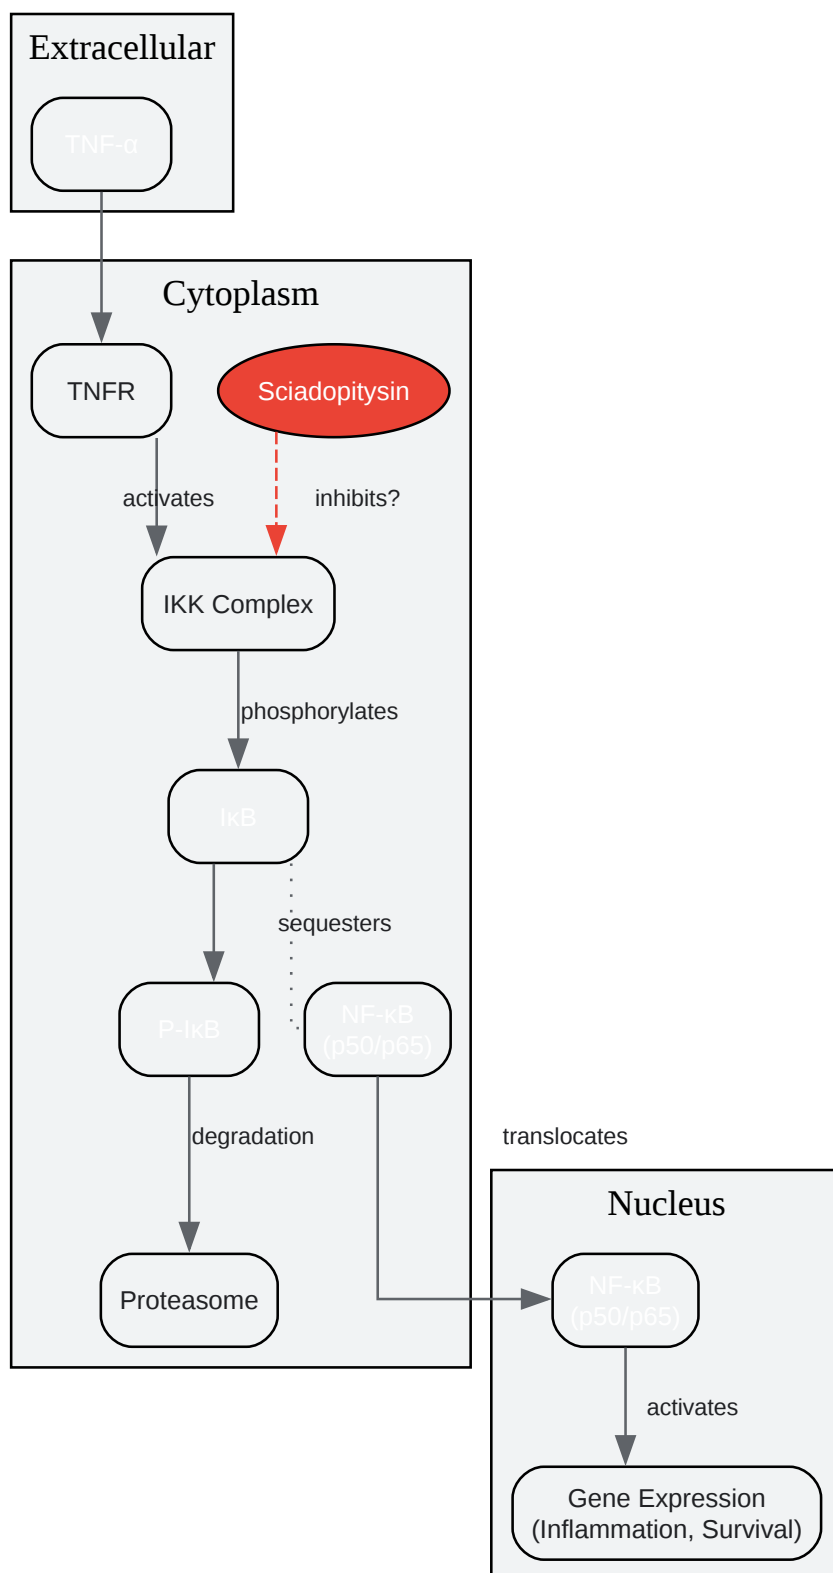 Extracellular
TNF-α
Cytoplasm
TNFR
Sciadopitysin
activates
inhibits?
IKK Complex
phosphorylates
IκB
sequesters
P-IκB
NF-κB
(p50/p65)
degradation
translocates
Nucleus
Proteasome
NF-κB
(p50/p65)
activates
Gene Expression
(Inflammation, Survival)